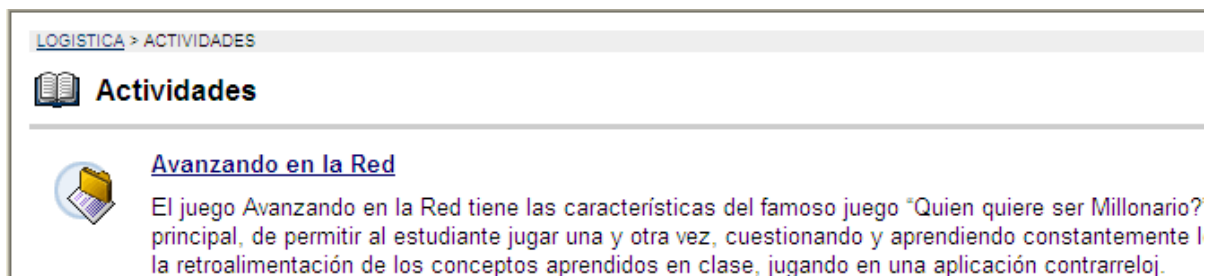 LOGISTICA > ACTIVIDADES
Actividades
Avanzando en la Red
El juego Avanzando en la Red tiene las características del famoso juego “Quien quiere ser Millonario?”
principal, de permitir al estudiante jugar una y otra vez, cuestionando y aprendiendo constantemente
la retroalimentación de los conceptos aprendidos en clase, jugando en una aplicación contrarreloj.